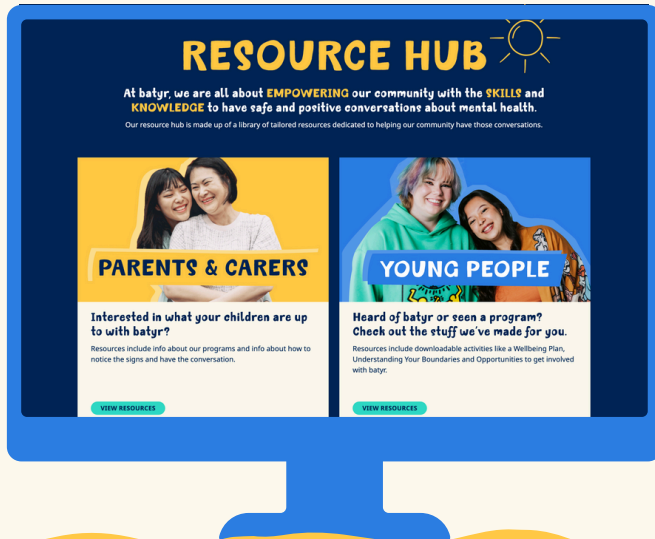 RESOURCE HUB
At batyr, we are all about EMPOWERING our community with the SKILLS and
KNOWLEDGE to have safe and positive conversations about mental health.
Our resource hub is made up of a library of tailored resources dedicated to helping our community have those conversations.
PARENTS & CARERS
Interested in what your children are up
to with batyr?
Resources include info about our programs and info about how to
notice the signs and have the conversation.
VIEW RESOURCES
YOUNG PEOPLE
Heard of batyr or seen a program?
Check out the stuff we've made for you.
Resources include downloadable activities like a Wellbeing Plan,
Understanding Your Boundaries and Opportunities to get involved
with batyr.
VIEW RESOURCES